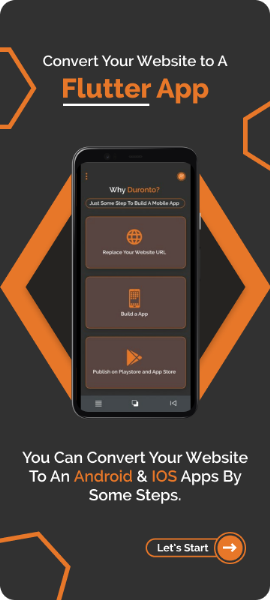 Convert Your Website to A
Flutter App
Why Duronto?
Just Some Step To Build A Mobile App
Replace Your Website URL
Build a App
Publish on Playstore and App Store
You Can Convert Your Website
To An Android & IOS Apps By
Some Steps.
Let's Start